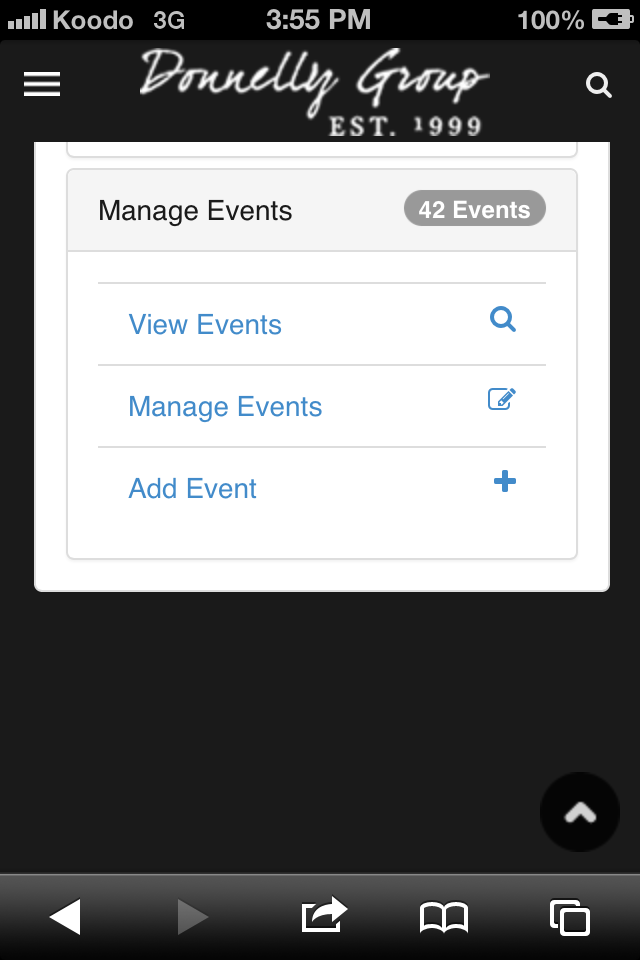 Koodo 3G 3:55 PM 100%
Donnelly Group
EST. 1999
Manage Events 42 Events
View Events
Manage Events
Add Event